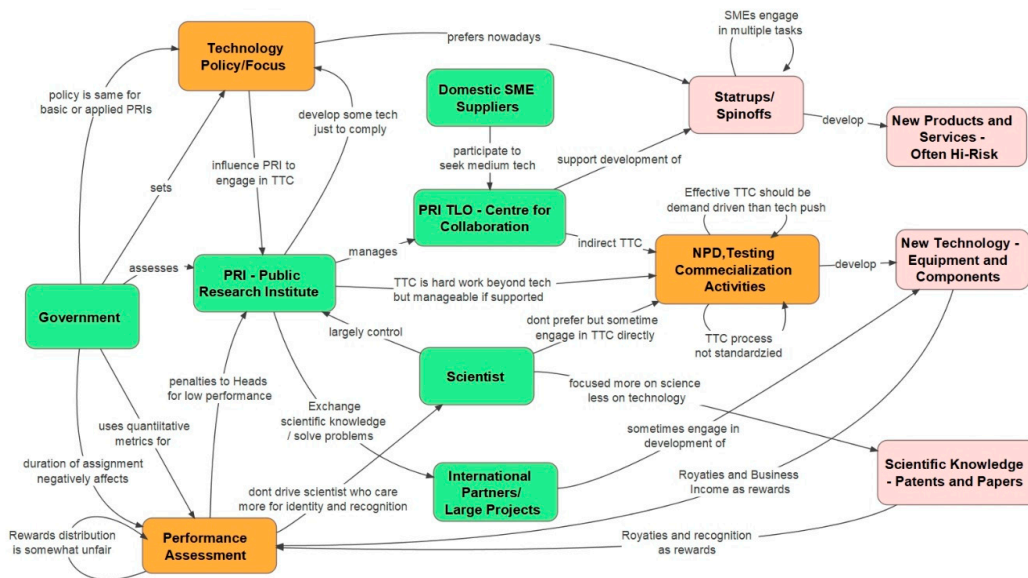 SMEs engage
in multiple tasks
Technology
Policy/Focus
prefers nowadays
Domestic SME
Suppliers
Statrups/
Spinoffs
policy is same for
basic or applied PRIs
develop some tech
just to comply
develop
New Products and
Services -
Often Hi-Risk
participate to
seek medium tech
support development of
influence PRI to
engage in TTC
sets
Effective TTC should be
demand driven than tech push
PRI TLO - Centre for
Collaboration
manages
indirect TTC
NPD,Testing
Commecialization
Activities
develop
New Technology -
Equipment and
Components
assesses
PRI - Public
Research Institute
TTC is hard work beyond tech
but manageable if supported
Government
largely control
dont prefer but sometime
engage in TTC directly
TTC process
not standardzied
Scientist
penalties to Heads
for low performance
focused more on science
less on technology
Exchange
scientific knowledge
/ solve problems
uses quantiitative
metrics for
sometimes engage in
development of
duration of assignment
negatively affects
International
Partners/
Large Projects
Royaties and Business
Income as rewards
Scientific Knowledge
- Patents and Papers
dont drive scientist who care
more for identity and recognition
Rewards distribution
is somewhat unfair
Performance
Assessment
Royaties and recognition
as rewards